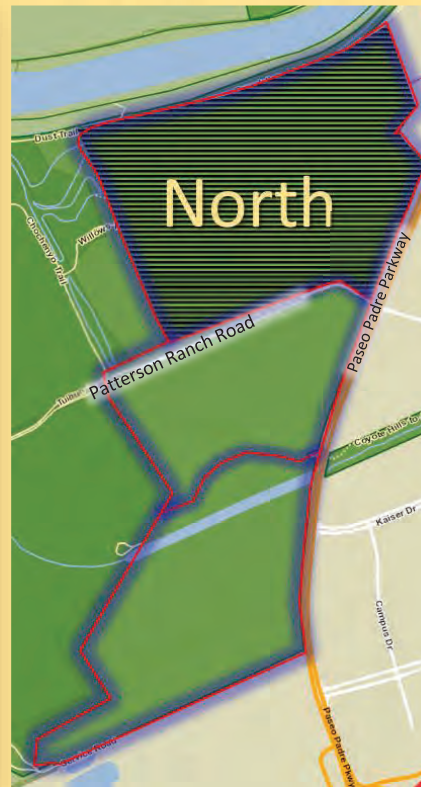 Dust Trail
North
Chochenyo Trail
Willow
Patterson Ranch Road
Paseo Padre Parkway
Coyote Hills to
Kaiser Dr
Campus Dr
Service Road
Paseo Padre Pkwy